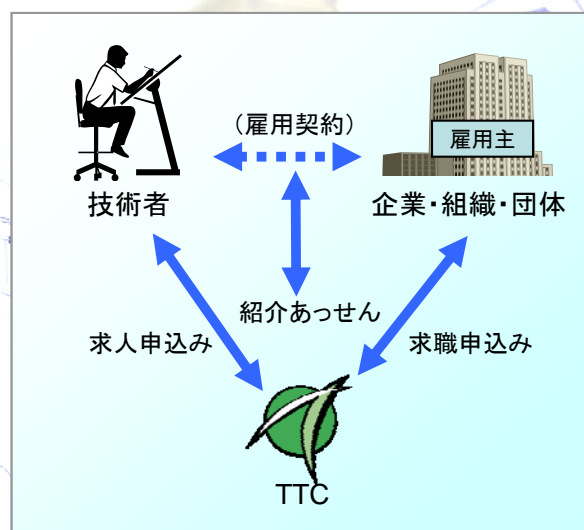 (雇用契約)
雇用主
技術者
企業・組織・団体
紹介あっせん
求人申込み
求職申込み
TTC